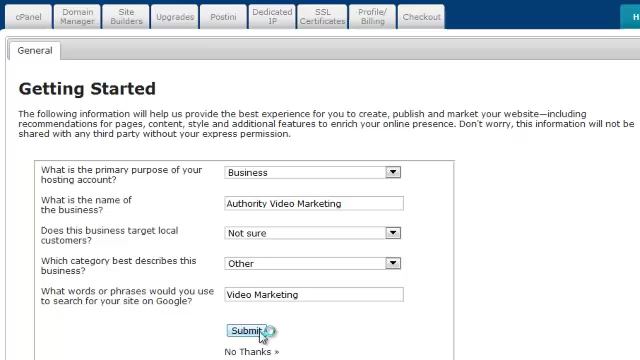 cPanel
Domain Manager
Site Builders
Upgrades
Postini
Dedicated IP
SSL Certificates
Profile/ Billing
Checkout
H
General
Getting Started
The following information will help us provide the best experience for you to create, publish and market your website—including
recommendations for pages, content, style and additional features to enrich your online presence. Don't worry, this information will not be
shared with any third party without your express permission.
What is the primary purpose of your
hosting account?
Business
What is the name of
the business?
Authority Video Marketing
Does this business target local
customers?
Not sure
Which category best describes this
business?
Other
What words or phrases would you use
to search for your site on Google?
Video Marketing
Submit
No Thanks »